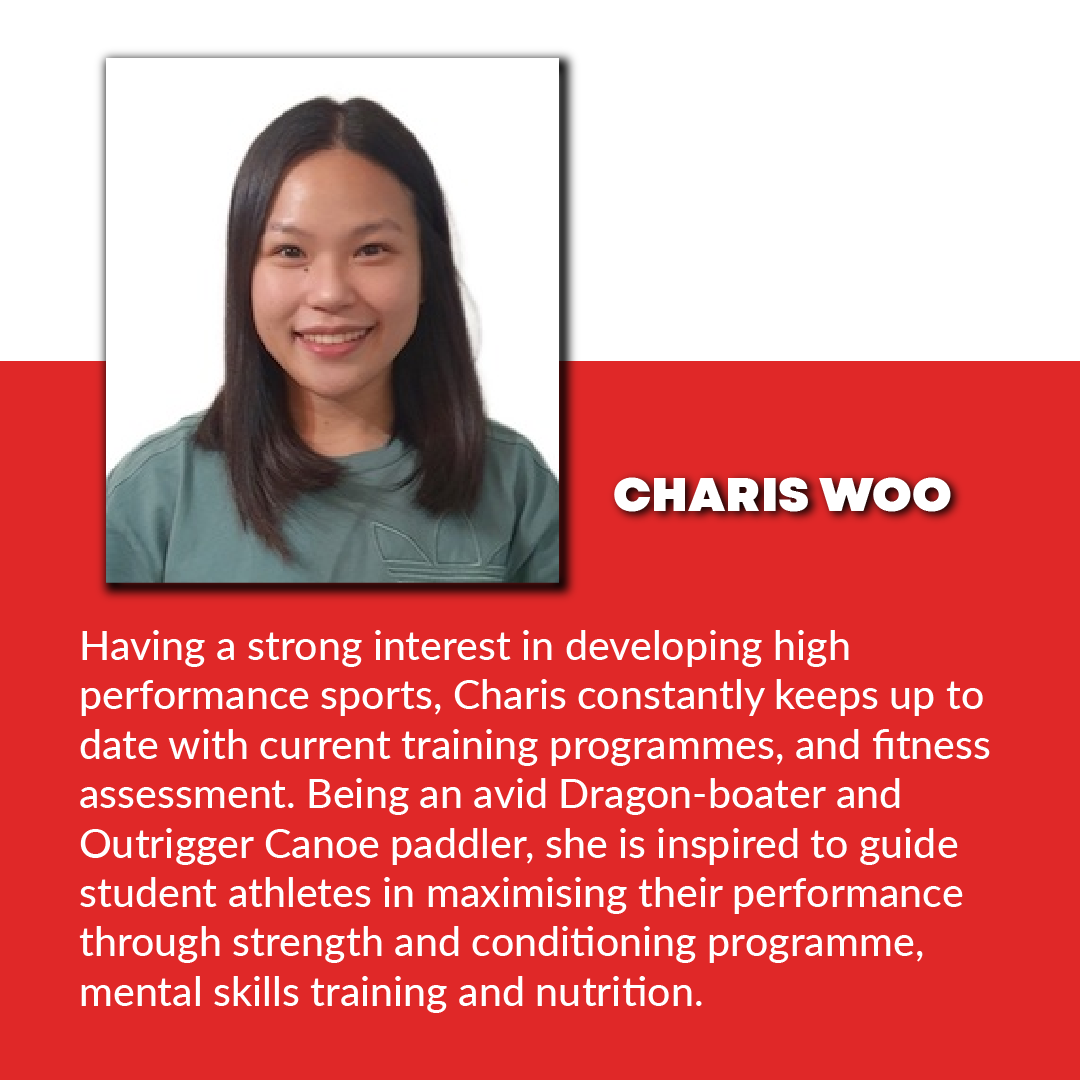 CHARIS WOO
Having a strong interest in developing high
performance sports, Charis constantly keeps up to
date with current training programmes, and fitness
assessment. Being an avid Dragon-boater and
Outrigger Canoe paddler, she is inspired to guide
student athletes in maximising their performance
through strength and conditioning programme,
mental skills training and nutrition.